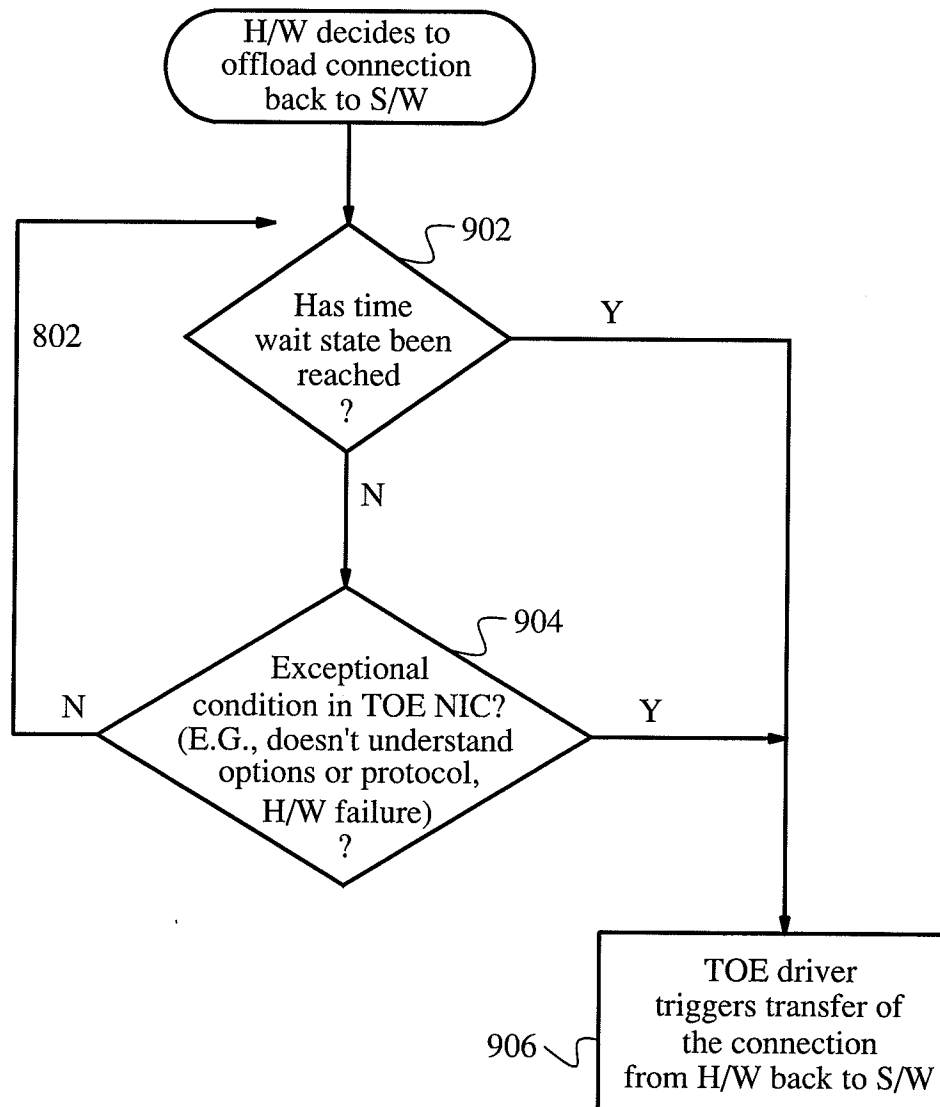 H/W decides to
offload connection
back to S/W
902
Has time
wait state been
reached
?
Y
802
N
904
Exceptional
condition in TOE NIC?
(E.G., doesn't understand
options or protocol,
H/W failure)
?
N
Y
TOE driver
triggers transfer of
the connection
from H/W back to S/W
906